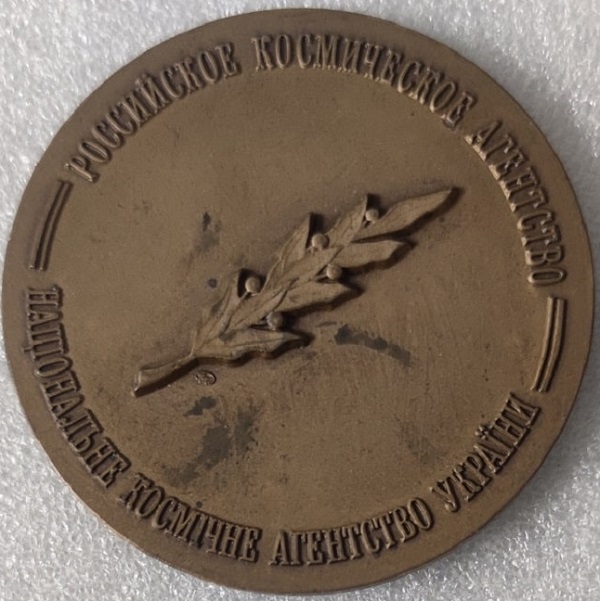 РОССИЙСКОЕ КОСМИЧЕСКОЕ АГЕНТСТВО
НАЦІОНАЛЬНЕ КОСМІЧНЕ АГЕНТСТВО УКРАЇНИ